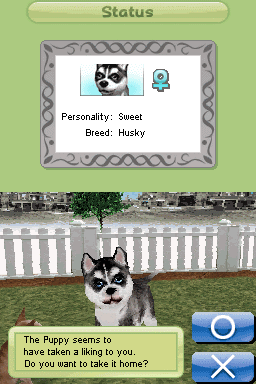 Status
Personality: Sweet
Breed: Husky
The Puppy seems to
have taken a liking to you.
Do you want to take it home?